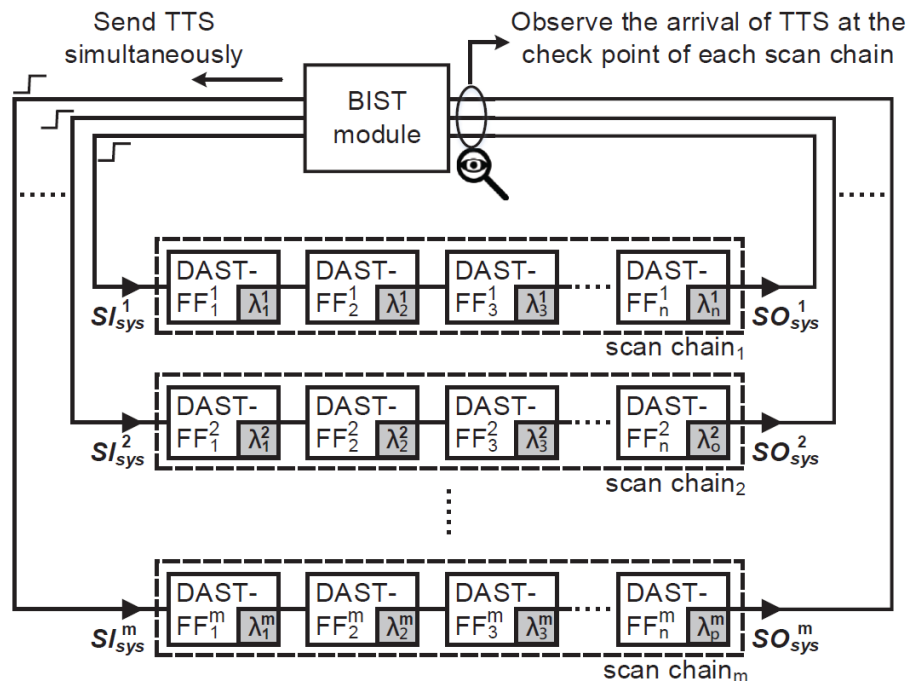 Send TTS
simultaneously
Observe the arrival of TTS at the
check point of each scan chain
BIST
module
SI¹sys
DAST-
FF¹₁ λ¹₁
DAST-
FF¹₂ λ¹₂
DAST-
FF¹₃ λ¹₃
DAST-
FF¹ₙ λ¹ₙ
SO¹sys
scan chain₁
SI²sys
DAST-
FF²₁ λ²₁
DAST-
FF²₂ λ²₂
DAST-
FF²₃ λ²₃
DAST-
FF²ₙ λ²ₒ
SO²sys
scan chain₂
SIᵐsys
DAST-
FFᵐ₁ λᵐ₁
DAST-
FFᵐ₂ λᵐ₂
DAST-
FFᵐ₃ λᵐ₃
DAST-
FFᵐₙ λᵐₚ
SOᵐsys
scan chainₘ